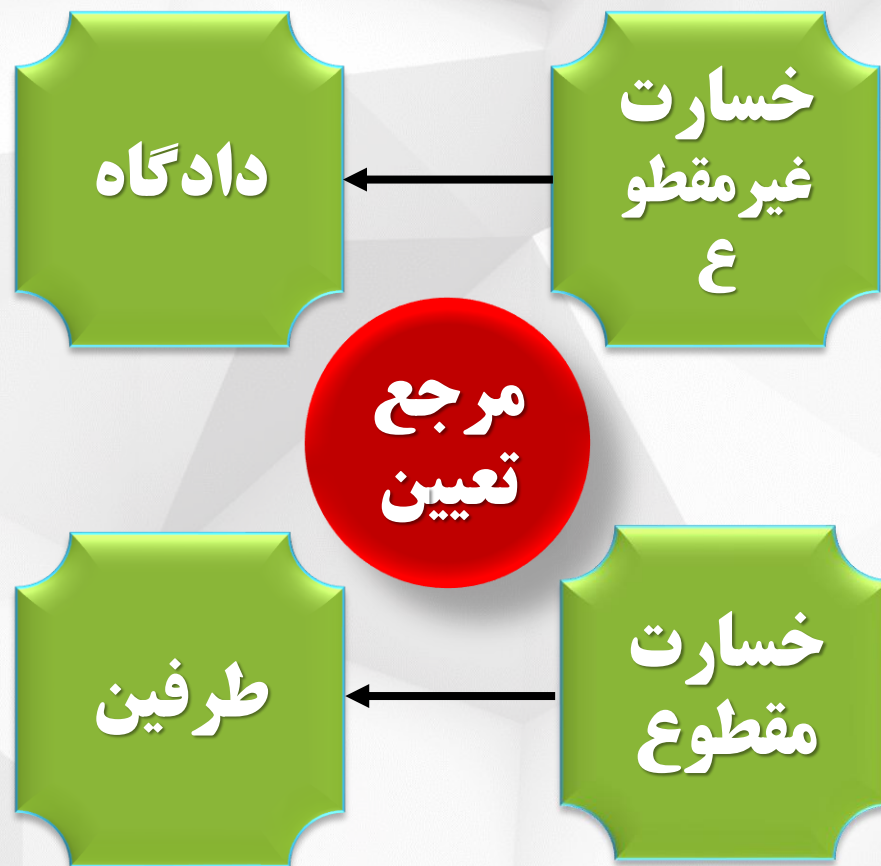 خسارت
غیرمقطو
ع
دادگاه
مرجع
تعیین
خسارت
مقطوع
طرفین